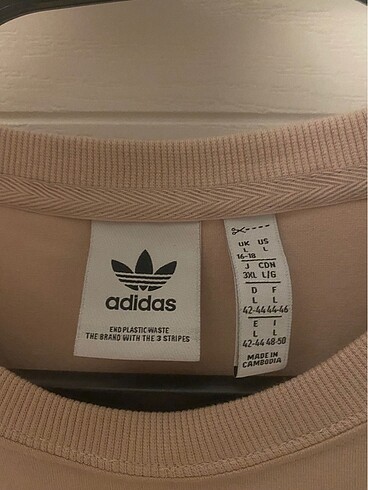 adidas
END PLASTIC WASTE
THE BRAND WITH THE 3 STRIPES
UK US
L L
16-18
J CDN
3XL L/G
D F
L L
42-44 44-46
E I
L L
42-44 48-50
MADE IN
CAMBODIA